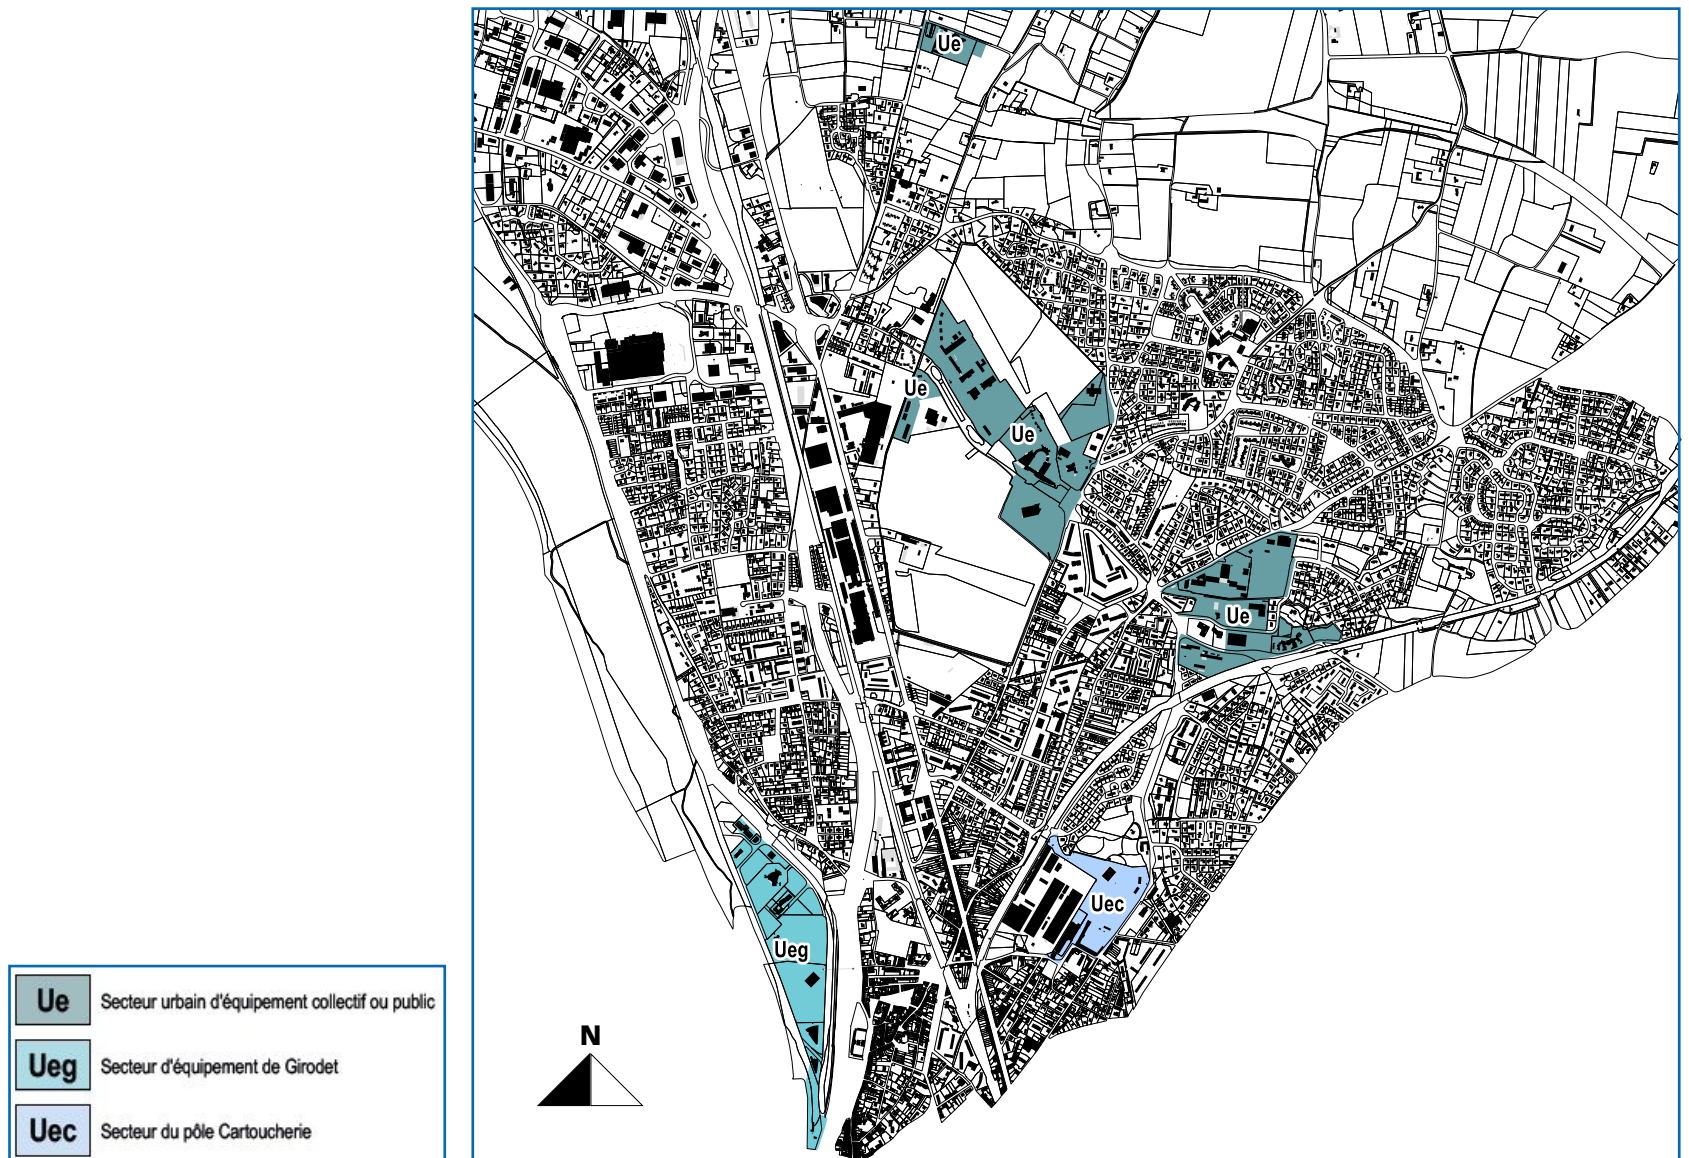 Ue
Ue
Ue
Ue
Uec
Ueg
N
Ue Secteur urbain d'équipement collectif ou public
Ueg Secteur d'équipement de Girodet
Uec Secteur du pôle Cartoucherie